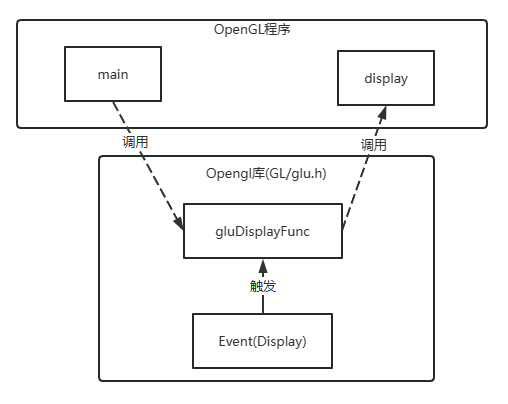 OpenGL程序
main
display
调用
调用
Opengl库(GL/glu.h)
gluDisplayFunc
触发
Event(Display)